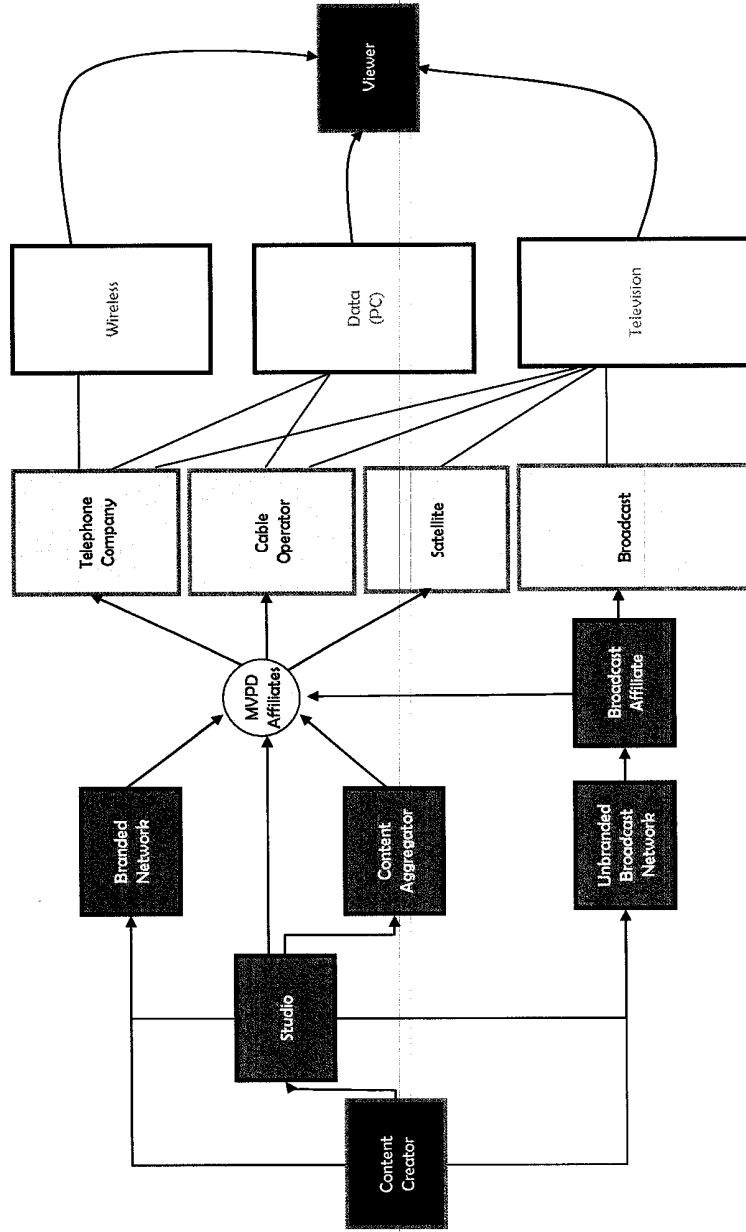 Content
Creator
Studio
Branded
Network
Content
Aggregator
Unbranded
Broadcast
Network
MVPD
Affiliates
Broadcast
Affiliate
Telephone
Company
Cable
Operator
Satellite
Broadcast
Wireless
Data
(PC)
Television
Viewer